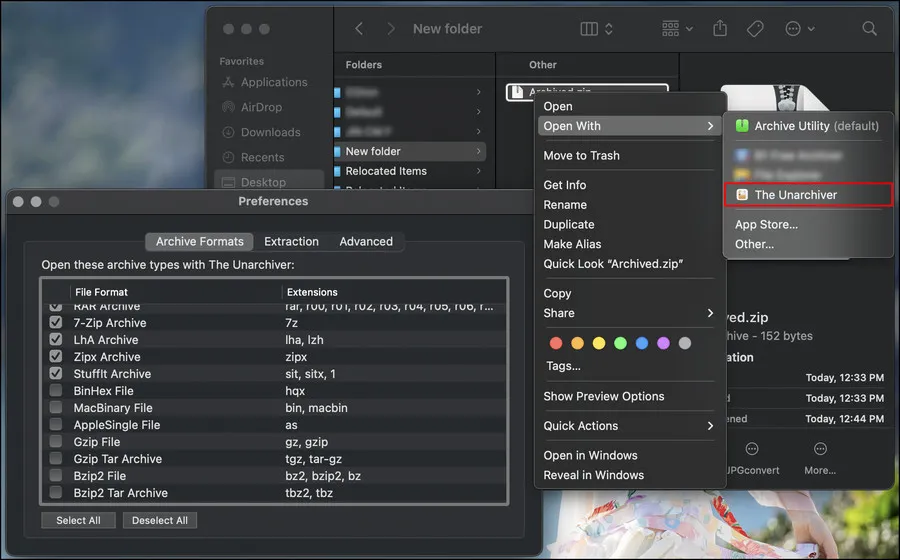 New folder
Favorites
Applications
AirDrop
Downloads
Recents
Desktop
Folders
New folder
Relocated Items
Other
Archived.zip
Open
Open With
Move to Trash
Get Info
Rename
Duplicate
Make Alias
Quick Look “Archived.zip”
Copy
Share
Tags...
Show Preview Options
Quick Actions
Open in Windows
Reveal in Windows
Archive Utility (default)
The Unarchiver
App Store...
Other...
ved.zip
hive - 152 bytes
ation
Today, 12:33 PM
d Today, 12:33 PM
ened Today, 12:44 PM
JPGconvert
More...
Preferences
Archive Formats Extraction Advanced
Open these archive types with The Unarchiver:
File Format Extensions
RAR Archive rar, r00, r01, r02, r03, r04, r05, r06, r...
7-Zip Archive 7z
LhA Archive lha, lzh
Zipx Archive zipx
StuffIt Archive sit, sitx, 1
BinHex File hqx
MacBinary File bin, macbin
AppleSingle File as
Gzip File gz, gzip
Gzip Tar Archive tgz, tar-gz
Bzip2 File bz2, bzip2, bz
Bzip2 Tar Archive tbz2, tbz
Select All Deselect All